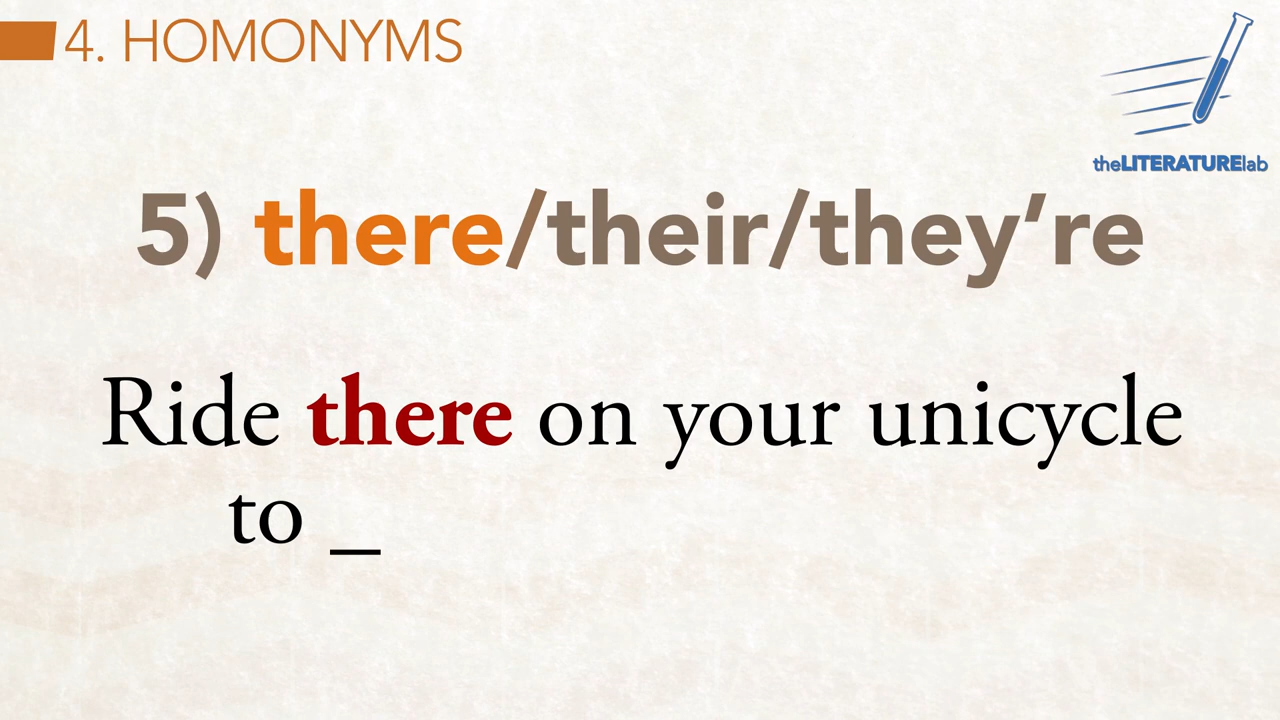 4. HOMONYMS
theLITERATURElab
5) there/their/they’re
Ride there on your unicycle
to _